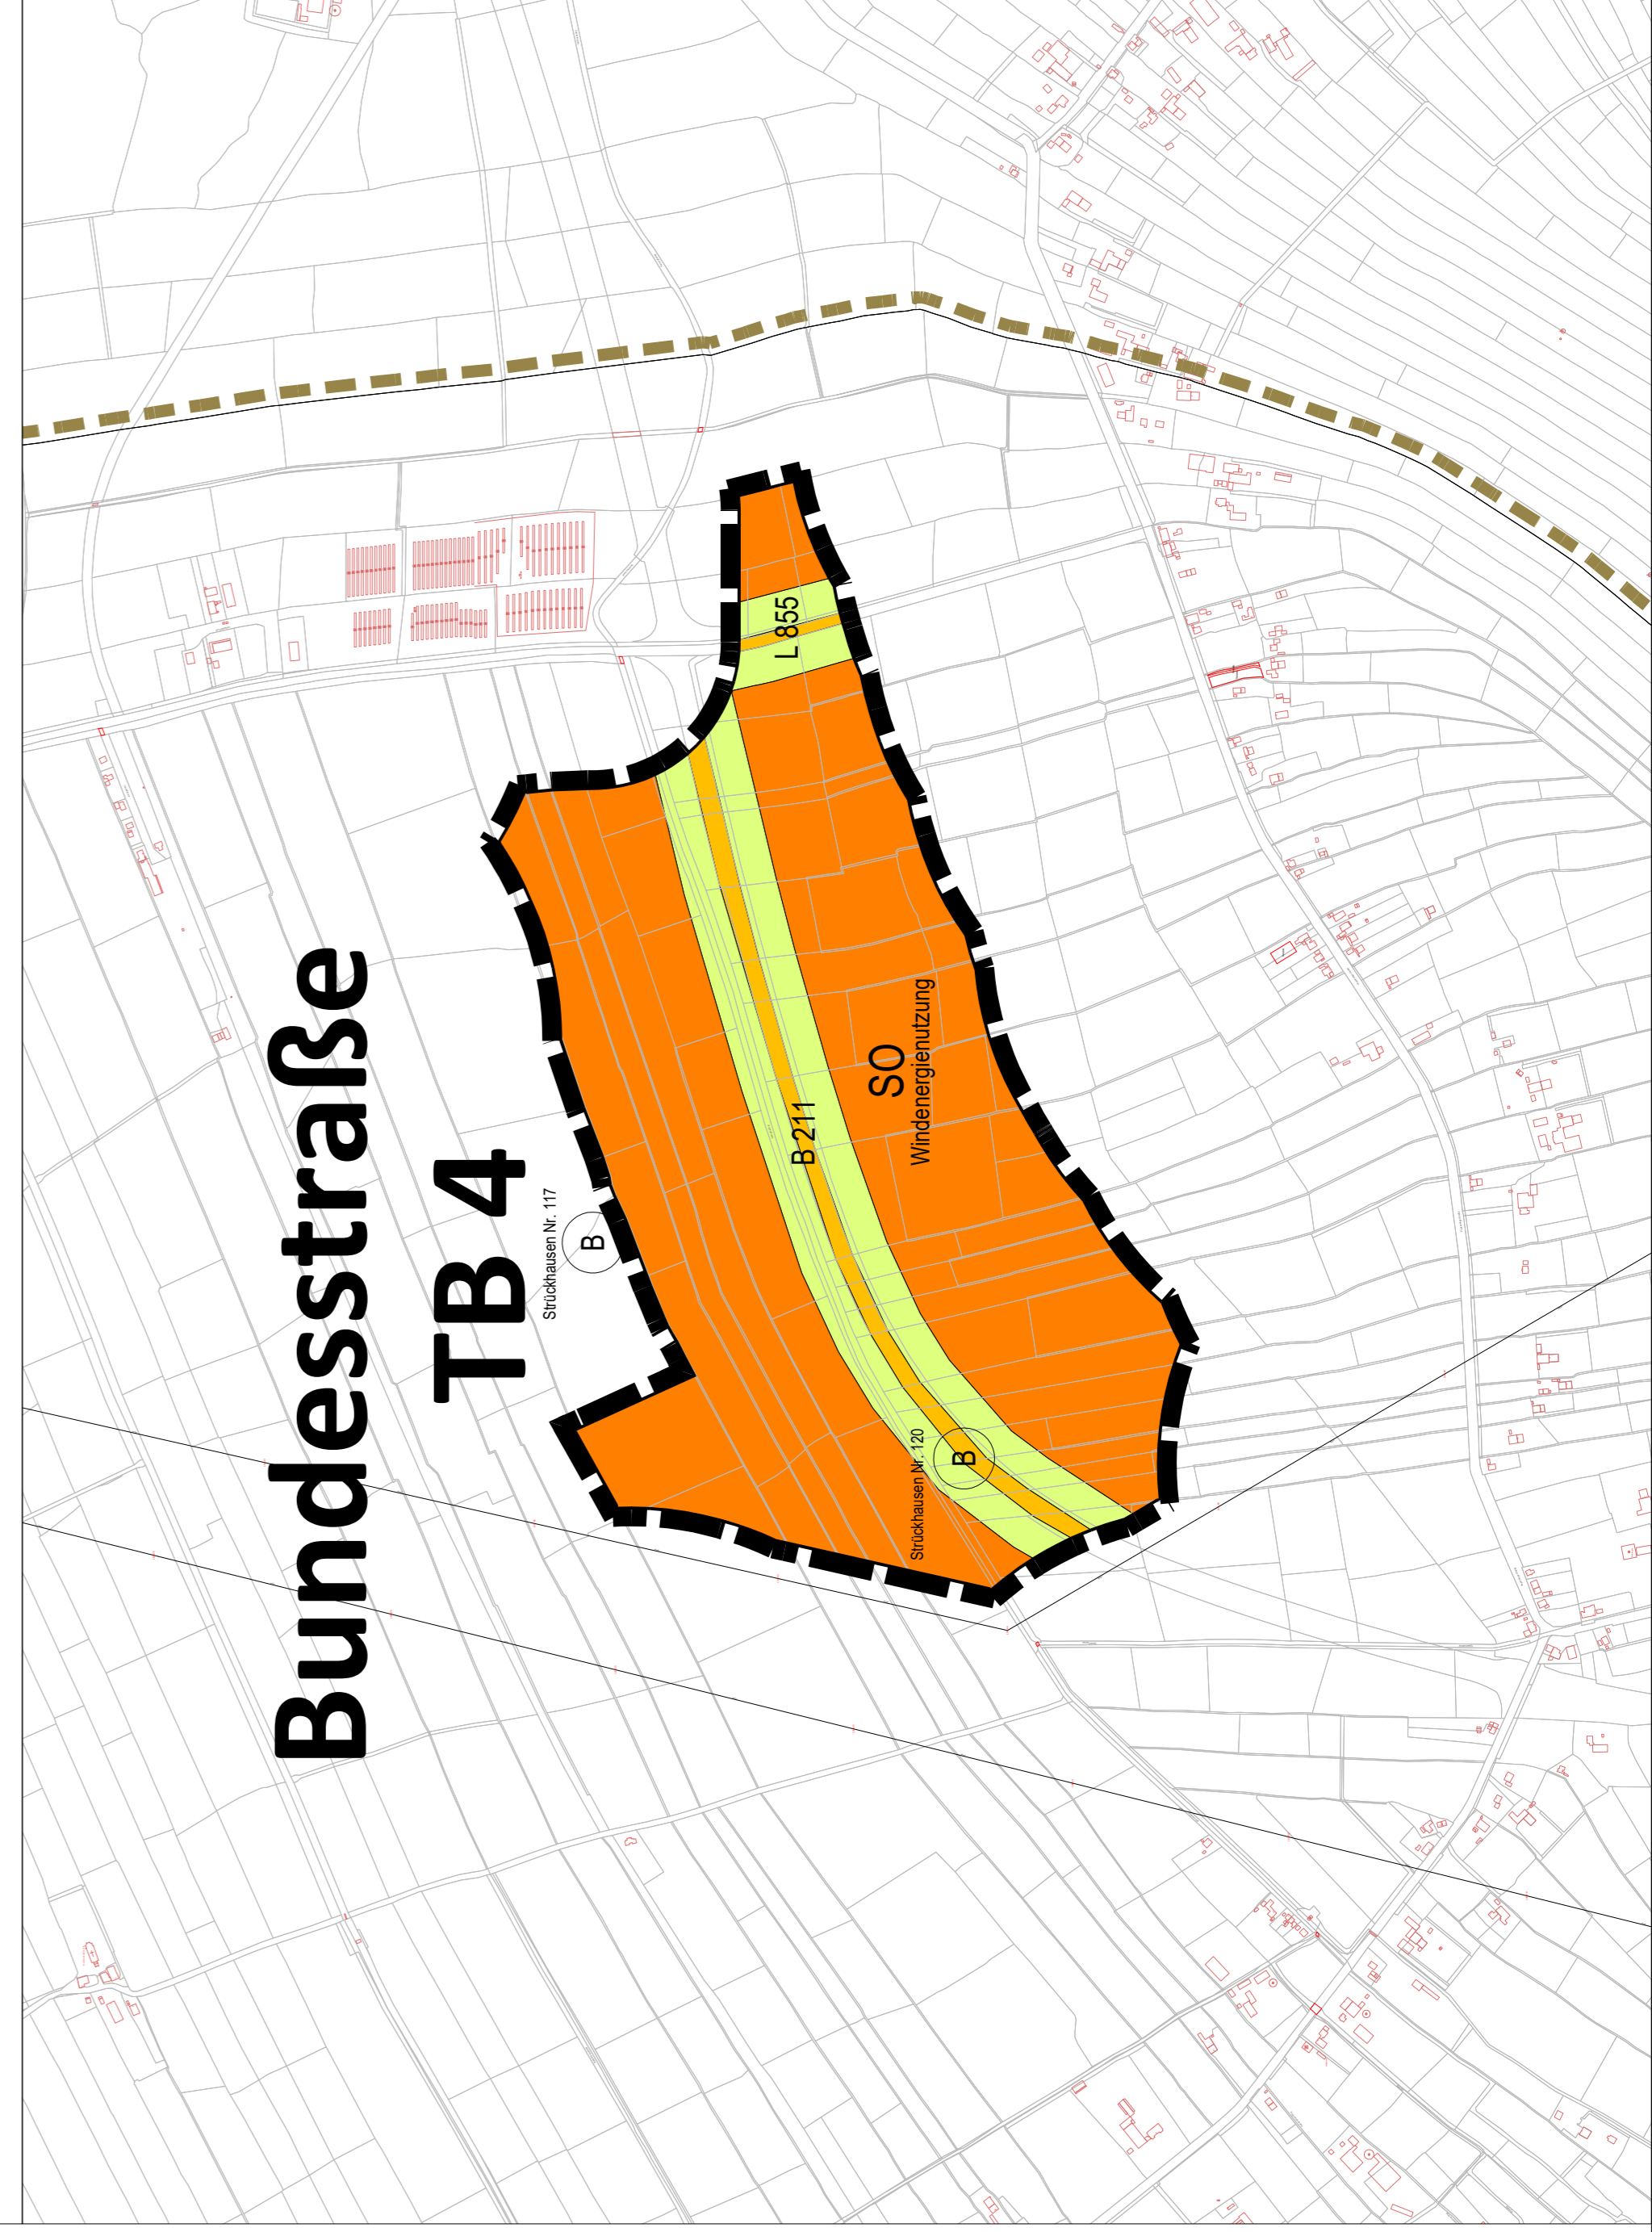 Bundesstraße
TB 4
Strückhausen Nr. 117
B
L 855
B 211
SO
Windenergienutzung
Strückhausen Nr. 120
B